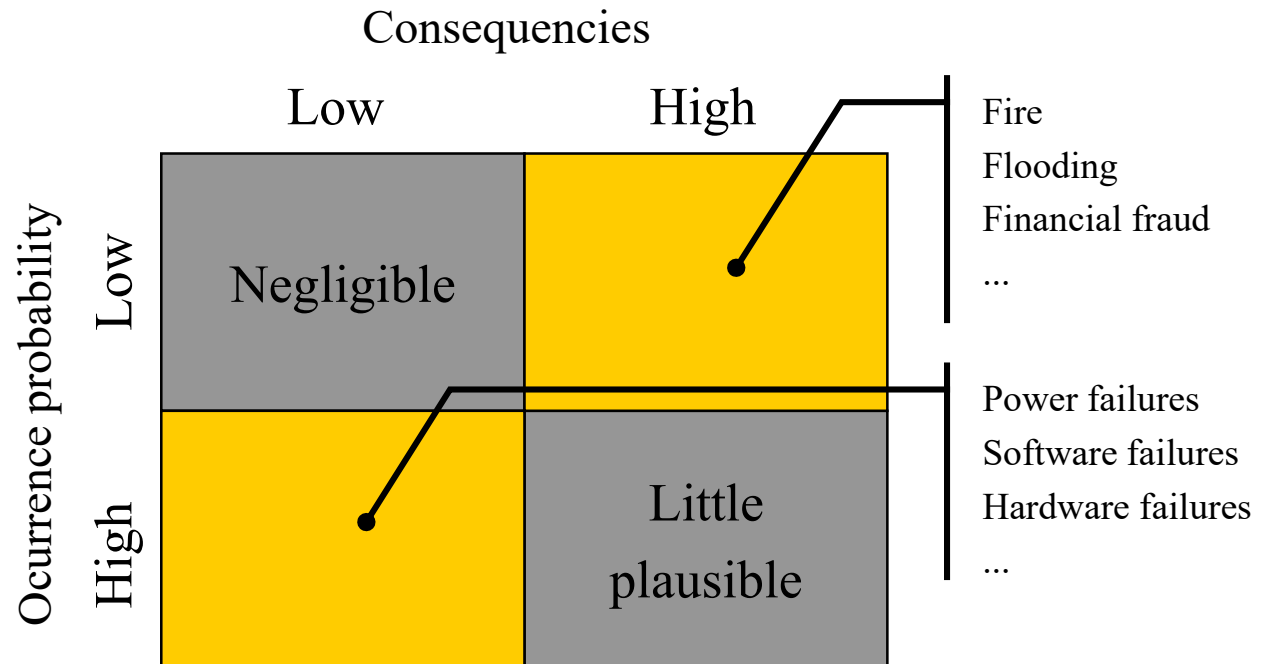 Consequencies
Low
High
Ocurrence probability
Low
High
Negligible
Little
plausible
Fire
Flooding
Financial fraud
...
Power failures
Software failures
Hardware failures
...